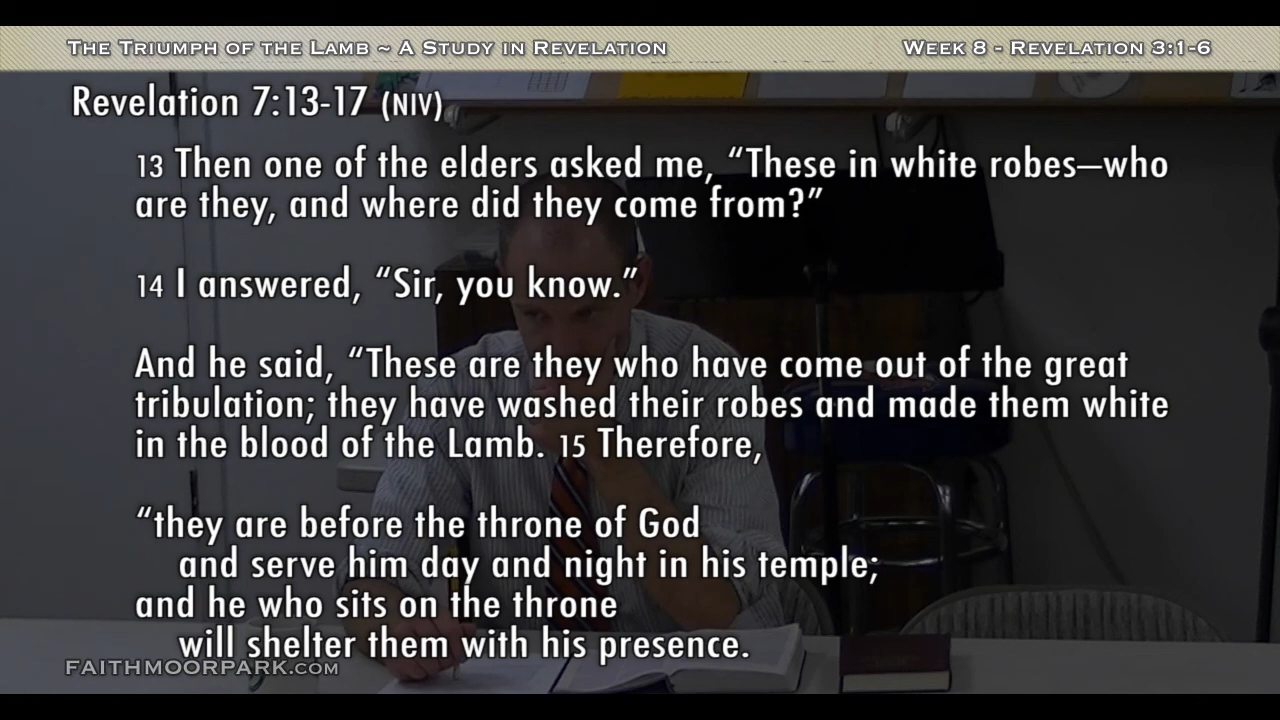 The Triumph of the Lamb ~ A Study in Revelation
Week 8 - Revelation 3:1-6
Revelation 7:13-17 (NIV)
13 Then one of the elders asked me, “These in white robes—who
are they, and where did they come from?”
14 I answered, “Sir, you know.”
And he said, “These are they who have come out of the great
tribulation; they have washed their robes and made them white
in the blood of the Lamb. 15 Therefore,
“they are before the throne of God
and serve him day and night in his temple;
and he who sits on the throne
will shelter them with his presence.
FAITHMOORPARK.COM